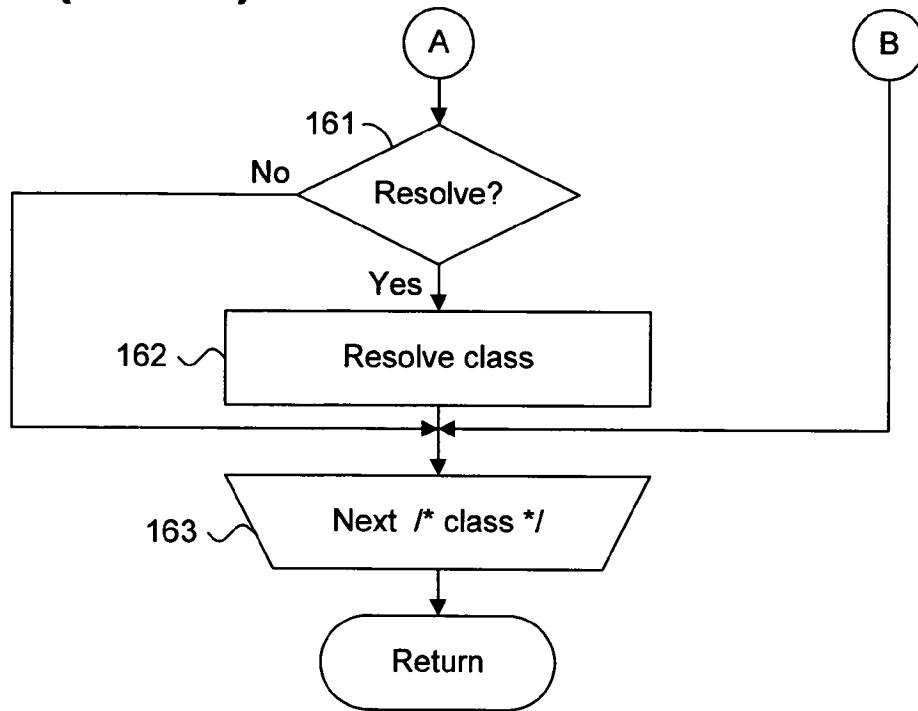 A
B
161
No
Resolve?
Yes
162
Resolve class
Next /* class */
163
Return